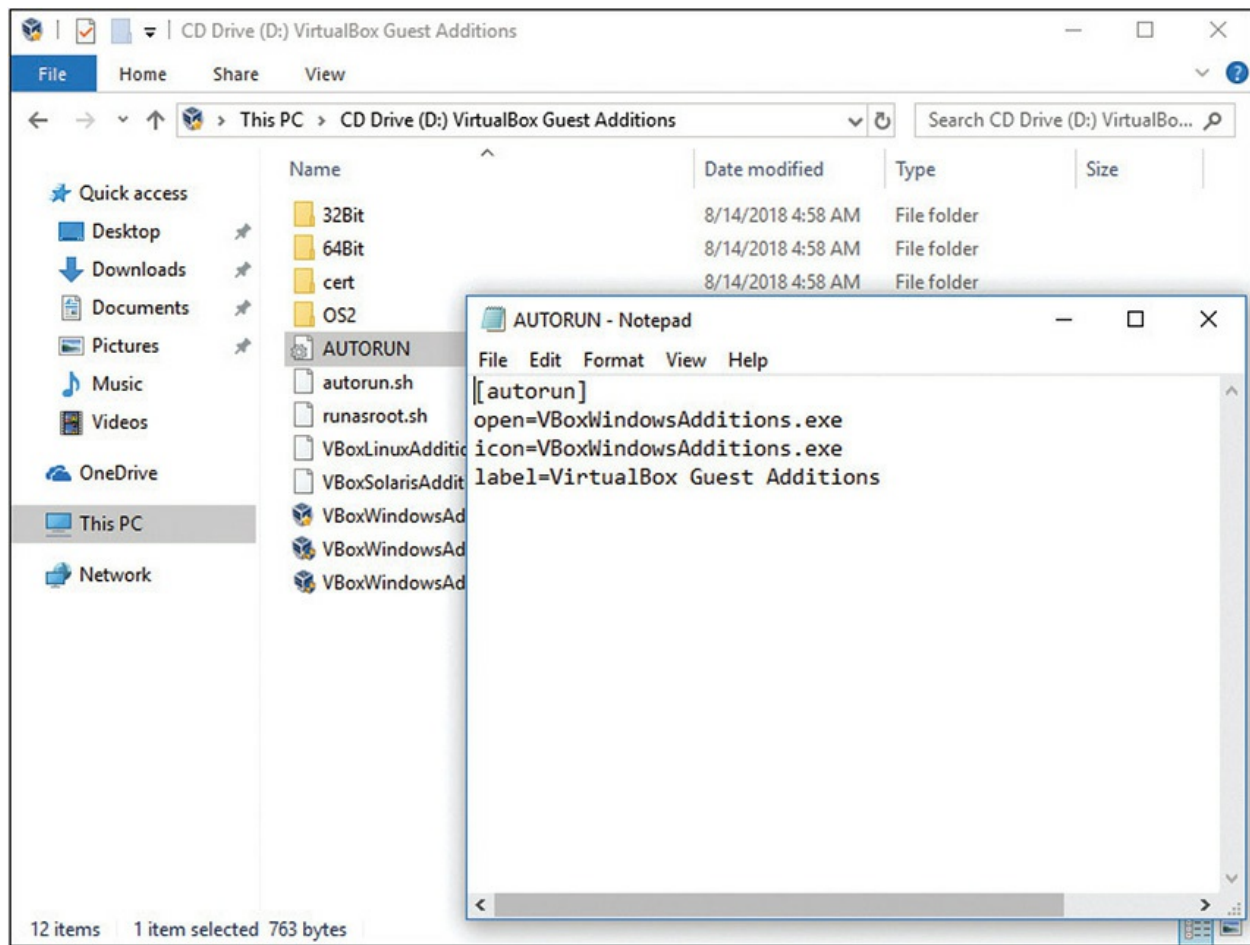 CD Drive (D:) VirtualBox Guest Additions
File Home Share View
This PC > CD Drive (D:) VirtualBox Guest Additions
Search CD Drive (D:) VirtualBo...
Name Date modified Type Size
Quick access
Desktop
Downloads
Documents
Pictures
Music
Videos
OneDrive
This PC
Network
32Bit 8/14/2018 4:58 AM File folder
64Bit 8/14/2018 4:58 AM File folder
cert 8/14/2018 4:58 AM File folder
OS2
AUTORUN
autorun.sh
runasroot.sh
VBoxLinuxAdditic
VBoxSolarisAddit
VBoxWindowsAd
VBoxWindowsAd
VBoxWindowsAd
AUTORUN - Notepad
File Edit Format View Help
[autorun]
open=VBoxWindowsAdditions.exe
icon=VBoxWindowsAdditions.exe
label=VirtualBox Guest Additions
12 items 1 item selected 763 bytes